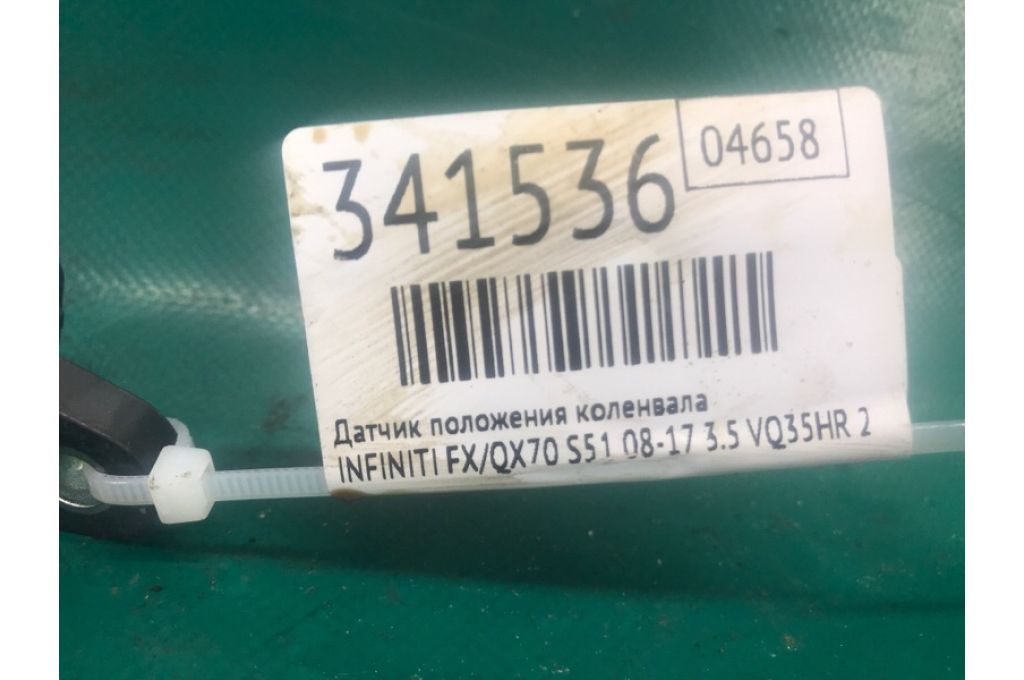 341536
04658
Датчик положения коленвала
INFINITI FX/QX70 S51 08-17 3.5 VQ35HR 2